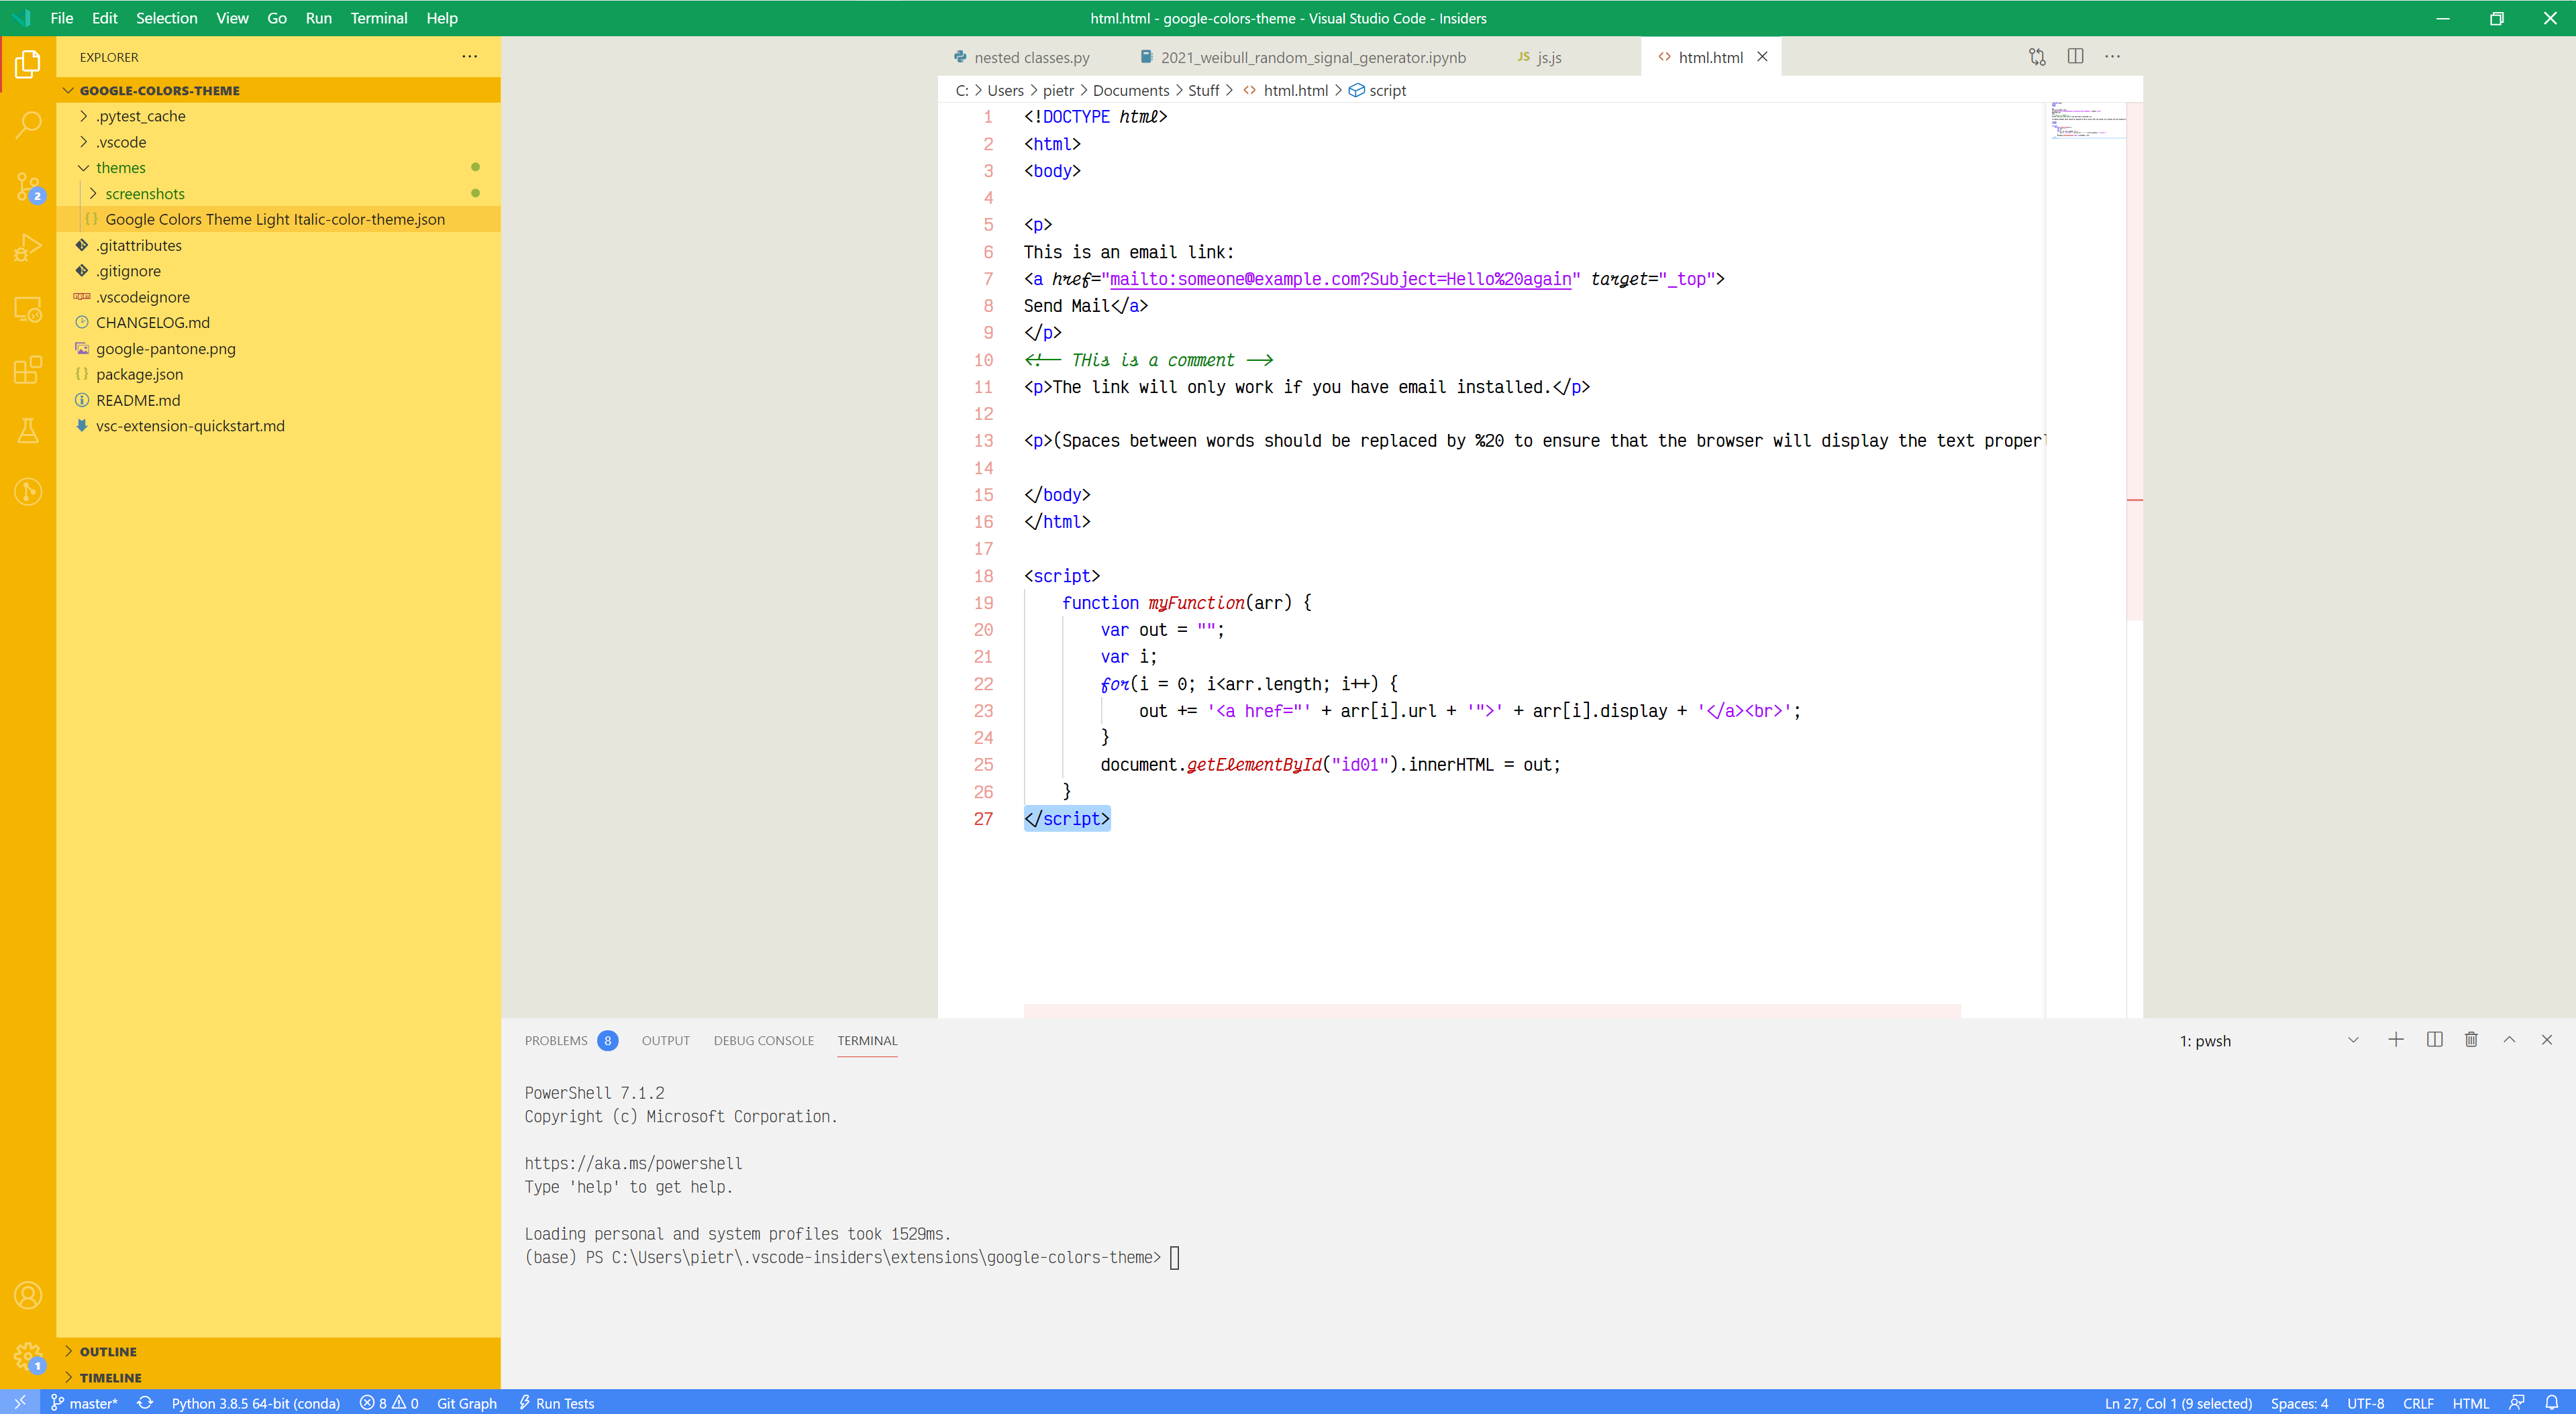 File Edit Selection View Go Run Terminal Help
html.html - google-colors-theme - Visual Studio Code - Insiders
EXPLORER
GOOGLE-COLORS-THEME
.pytest_cache
.vscode
themes
screenshots
{} Google Colors Theme Light Italic-color-theme.json
.gitattributes
.gitignore
.vscodeignore
CHANGELOG.md
google-pantone.png
{} package.json
README.md
vsc-extension-quickstart.md
OUTLINE
TIMELINE
2
1
nested classes.py
2021_weibull_random_signal_generator.ipynb
JS js.js
<> html.html
C: > Users > pietr > Documents > Stuff > <> html.html > script
1 <!DOCTYPE html>
2 <html>
3 <body>
4
5 <p>
6 This is an email link:
7 <a href="mailto:someone@example.com?Subject=Hello%20again" target="_top">
8 Send Mail</a>
9 </p>
10 <!-- THis is a comment -->
11 <p>The link will only work if you have email installed.</p>
12
13 <p>(Spaces between words should be replaced by %20 to ensure that the browser will display the text properl
14
15 </body>
16 </html>
17
18 <script>
19 function myFunction(arr) {
20 var out = "";
21 var i;
22 for(i = 0; i<arr.length; i++) {
23 out += '<a href="' + arr[i].url + '">' + arr[i].display + '</a><br>';
24 }
25 document.getElementById("id01").innerHTML = out;
26 }
27 </script>
PROBLEMS 8 OUTPUT DEBUG CONSOLE TERMINAL
1: pwsh
PowerShell 7.1.2
Copyright (c) Microsoft Corporation.
https://aka.ms/powershell
Type 'help' to get help.
Loading personal and system profiles took 1529ms.
(base) PS C:\Users\pietr\.vscode-insiders\extensions\google-colors-theme>
master* Python 3.8.5 64-bit (conda) 8 0 Git Graph Run Tests
Ln 27, Col 1 (9 selected) Spaces: 4 UTF-8 CRLF HTML